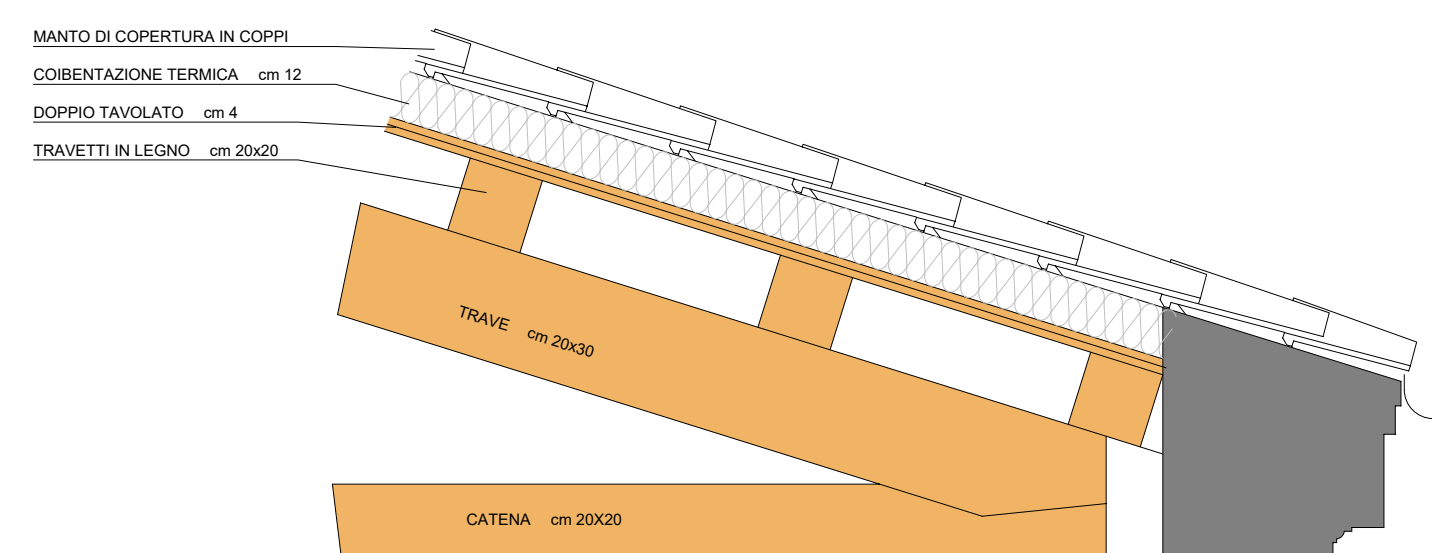 MANTO DI COPERTURA IN COPPI
COIBENTAZIONE TERMICA cm 12
DOPPIO TAVOLATO cm 4
TRAVETTI IN LEGNO cm 20x20
TRAVE cm 20x30
CATENA cm 20X20